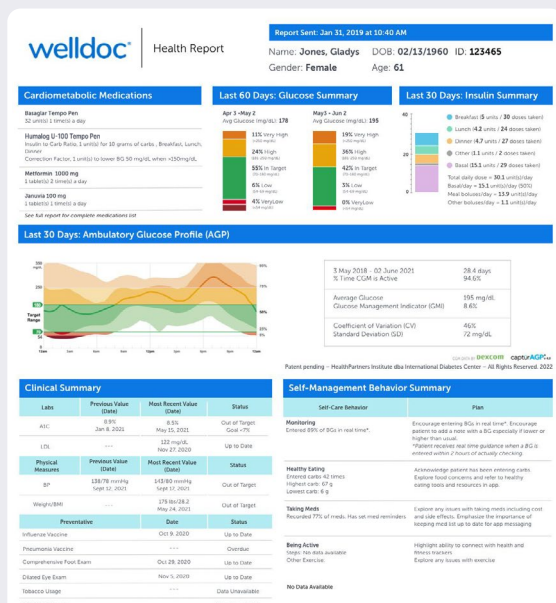 welldoc®
Health Report
Report Sent: Jan 31, 2019 at 10:40 AM
Name: Jones, Gladys DOB: 02/13/1960 ID: 123465
Gender: Female Age: 61
Cardiometabolic Medications
Basaglar Tempo Pen
52 unit(s) 1 time(s) a day
Humalog U-100 Tempo Pen
Insulin to Carb Ratio, 1 unit(s) for 10 grams of carbs , Breakfast, Lunch,
Dinner
Correction Factor, 1 unit(s) to lower BG 50 mg/dL when >150mg/dL
Metformin 1000 mg
1 tablet(s) 2 time(s) a day
Januvia 100 mg
1 tablet(s) 1 time(s) a day
See full report for complete medications list
Last 60 Days: Glucose Summary
Apr 3 -May 2
Avg Glucose (mg/dL): 178
11% Very High
24% High
55% In Target
6% Low
4% VeryLow
May3 - Jun 2
Avg Glucose (mg/dL): 195
19% Very High
36% High
42% In Target
3% Low
0% VeryLow
Last 30 Days: Insulin Summary
40
20
0
Breakfast (5 units / 30 doses taken)
Lunch (4.2 units / 24 doses taken)
Dinner (4.7 units / 27 doses taken)
Other (1.1 units / 2 doses taken)
Basal (15.1 units / 29 doses taken)
Total daily dose = 30.1 unit(s)/day
Basal/day = 15.1 unit(s)/day (50%)
Meal boluses/day = 13.9 unit(s)/day
Other boluses/day = 1.1 unit(s)/day
Last 30 Days: Ambulatory Glucose Profile (AGP)
Target
Range
3 May 2018 - 02 June 2021 28.4 days
% Time CGM is Active 94.6%
Average Glucose 195 mg/dL
Glucose Management Indicator (GMI) 8.6%
Coefficient of Variation (CV) 46%
Standard Deviation (SD) 72 mg/dL
Dexcom capturAGP
Patent pending - HealthPartners Institute dba International Diabetes Center - All Rights Reserved. 2022
Clinical Summary
Labs Previous Value (Date) Most Recent Value (Date) Status
A1C 8.9% Jan 8, 2021 8.5% May 15, 2021 Out of Target Goal <7%
LDL --- 122 mg/dL Nov 27, 2020 Up to Date
Physical Measures Previous Value (Date) Most Recent Value (Date) Status
BP 138/78 mmHg Sept 12, 2021 143/80 mmHg Sept 17, 2021 Out of Target
Weight/BMI --- 175 lbs/28.2 May 24, 2021 Out of Target
Preventative Date Status
Influenze Vaccine Oct 9, 2020 Up to Date
Pneumonia Vaccine --- Overdue
Comprehensive Foot Exam Oct 29, 2020 Up to Date
Dilated Eye Exam Nov 5, 2020 Up to Date
Tobacco Usage --- Data Unavailable
Self-Management Behavior Summary
Self-Care Behavior Plan
Monitoring
Entered 89% of BGs in real time*.
Encourage entering BGs in real time*. Encourage
patient to add a note with a BG especially if lower or
higher than usual.
*Patient receives real time guidance when a BG is
entered within 2 hours of actually checking.
Healthy Eating
Entered carbs 42 times
Highest carb: 67 g
Lowest carb: 6 g
Acknowledge patient has been entering carbs.
Explore food concerns and refer to healthy
eating tools and resources in app.
Taking Meds
Recorded 77% of meds. Has set med reminders
Explore any issues with taking meds including cost
and side effects. Emphasize the importance of
keeping med list up to date for app messaging
Being Active
Steps: No data available
Other Exercise:
Highlight ability to connect with health and
fitness trackers.
Explore any issues with exercise
No Data Available